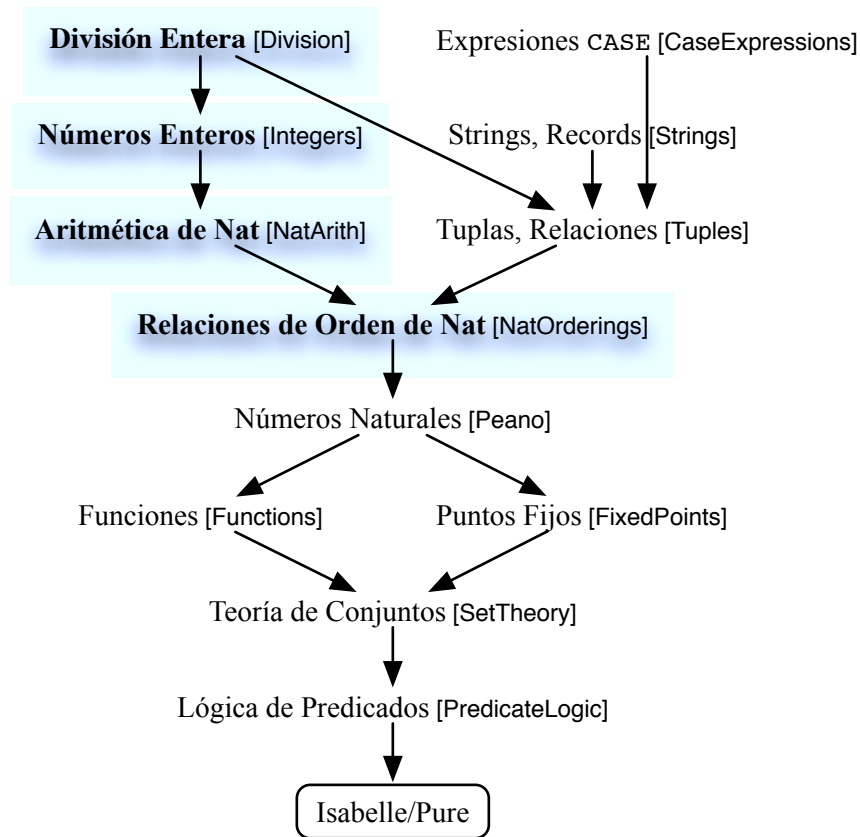 División Entera [Division]
Expresiones CASE [CaseExpressions]
Números Enteros [Integers]
Strings, Records [Strings]
Aritmética de Nat [NatArith]
Tuplas, Relaciones [Tuples]
Relaciones de Orden de Nat [NatOrderings]
Números Naturales [Peano]
Funciones [Functions]
Puntos Fijos [FixedPoints]
Teoría de Conjuntos [SetTheory]
Lógica de Predicados [PredicateLogic]
Isabelle/Pure